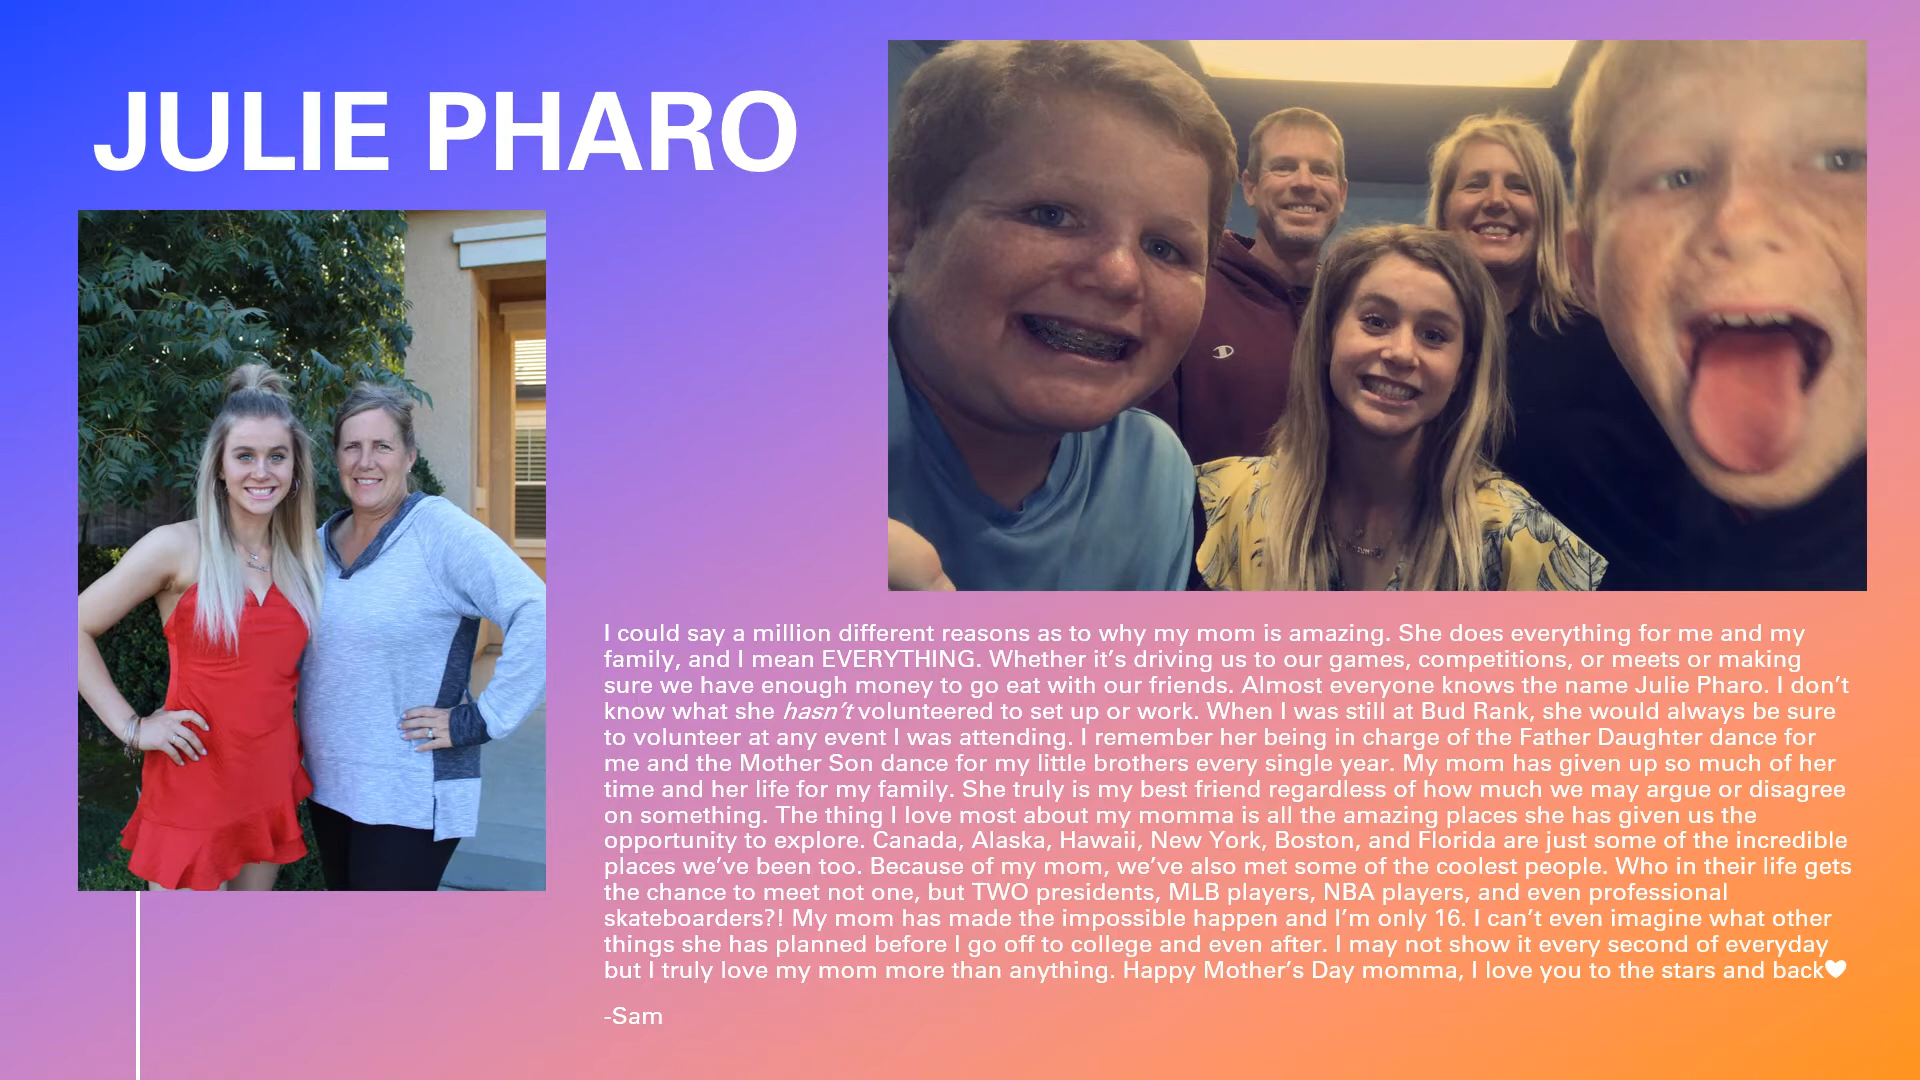 JULIE PHARO
I could say a million different reasons as to why my mom is amazing. She does everything for me and my
family, and I mean EVERYTHING. Whether it’s driving us to our games, competitions, or meets or making
sure we have enough money to go eat with our friends. Almost everyone knows the name Julie Pharo. I don’t
know what she hasn’t volunteered to set up or work. When I was still at Bud Rank, she would always be sure
to volunteer at any event I was attending. I remember her being in charge of the Father Daughter dance for
me and the Mother Son dance for my little brothers every single year. My mom has given up so much of her
time and her life for my family. She truly is my best friend regardless of how much we may argue or disagree
on something. The thing I love most about my momma is all the amazing places she has given us the
opportunity to explore. Canada, Alaska, Hawaii, New York, Boston, and Florida are just some of the incredible
places we’ve been too. Because of my mom, we’ve also met some of the coolest people. Who in their life gets
the chance to meet not one, but TWO presidents, MLB players, NBA players, and even professional
skateboarders?! My mom has made the impossible happen and I’m only 16. I can’t even imagine what other
things she has planned before I go off to college and even after. I may not show it every second of everyday
but I truly love my mom more than anything. Happy Mother’s Day momma, I love you to the stars and back🤍
-Sam